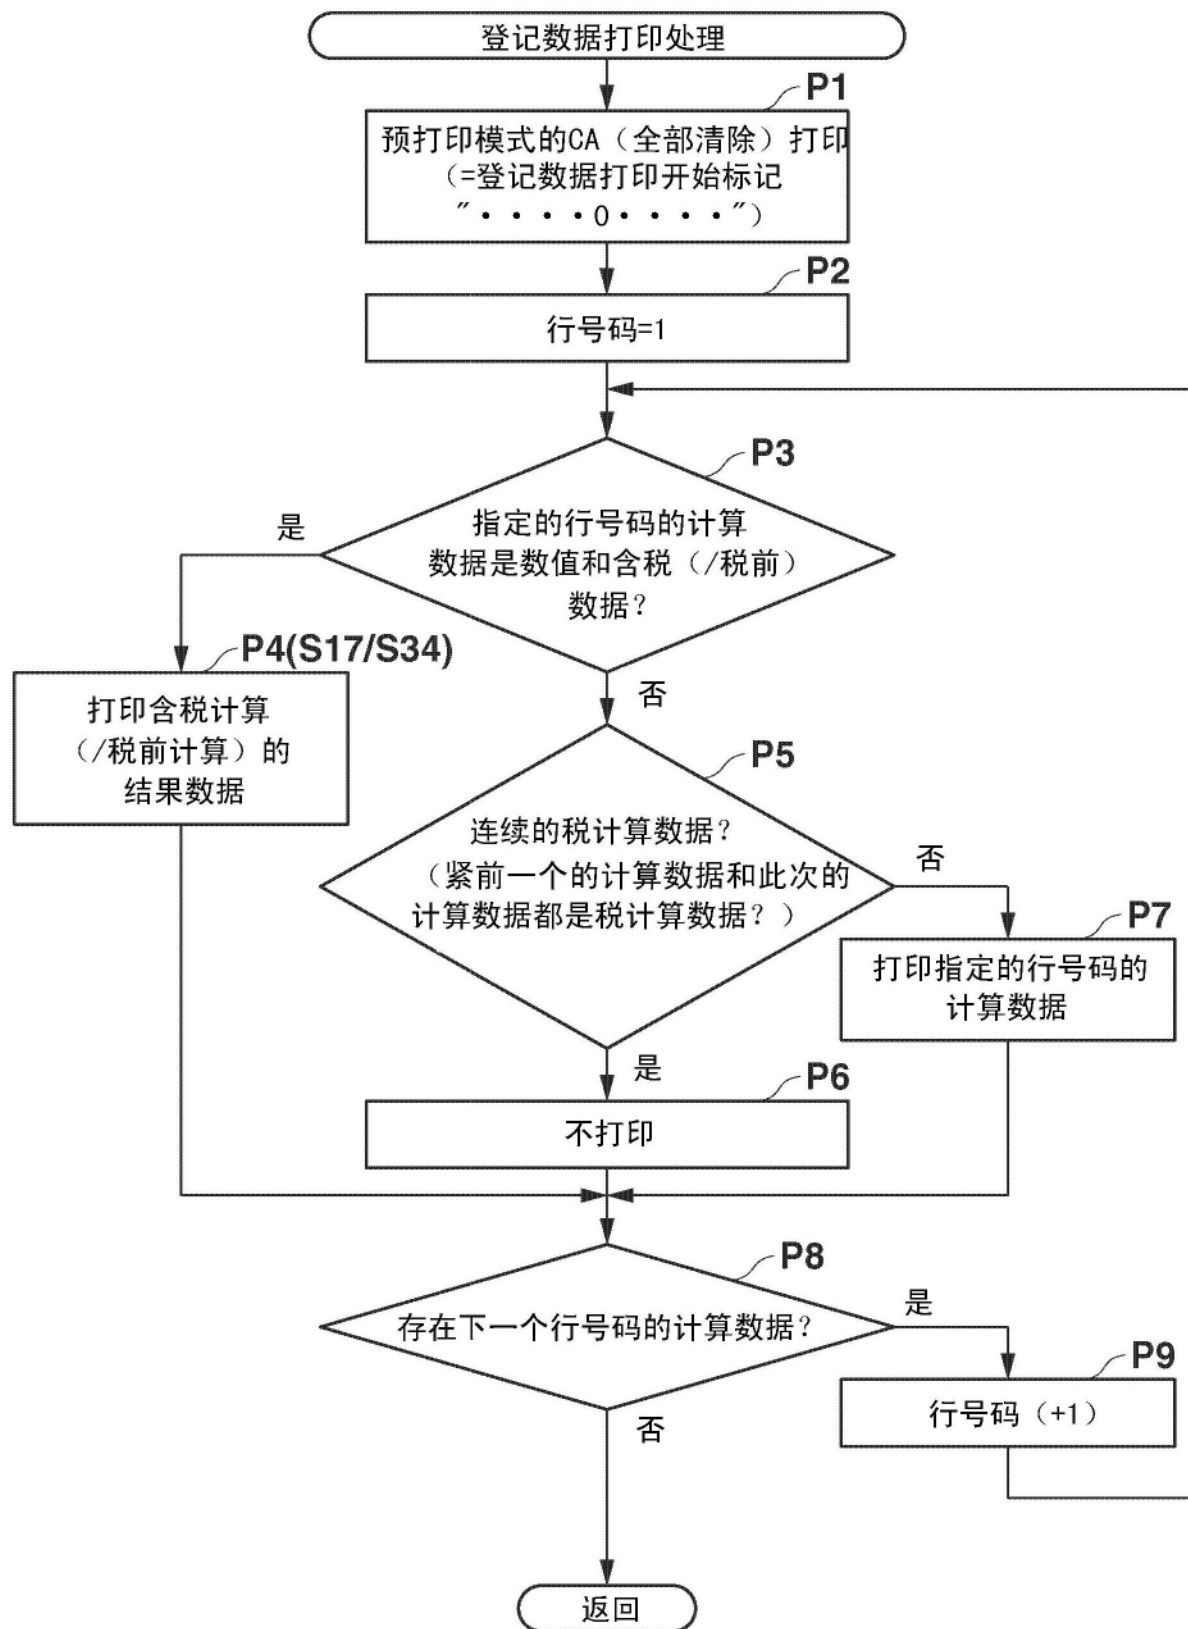 登记数据打印处理
P1
预打印模式的CA（全部清除）打印
（=登记数据打印开始标记
"････0････"）
P2
行号码=1
P3
是
指定的行号码的计算
数据是数值和含税（/税前）
数据？
P4(S17/S34)
打印含税计算
（/税前计算）的
结果数据
否
P5
连续的税计算数据？
（紧前一个的计算数据和此次的
计算数据都是税计算数据？）
否
P7
打印指定的行号码的
计算数据
是
P6
不打印
P8
存在下一个行号码的计算数据？
是
P9
行号码（+1）
否
返回